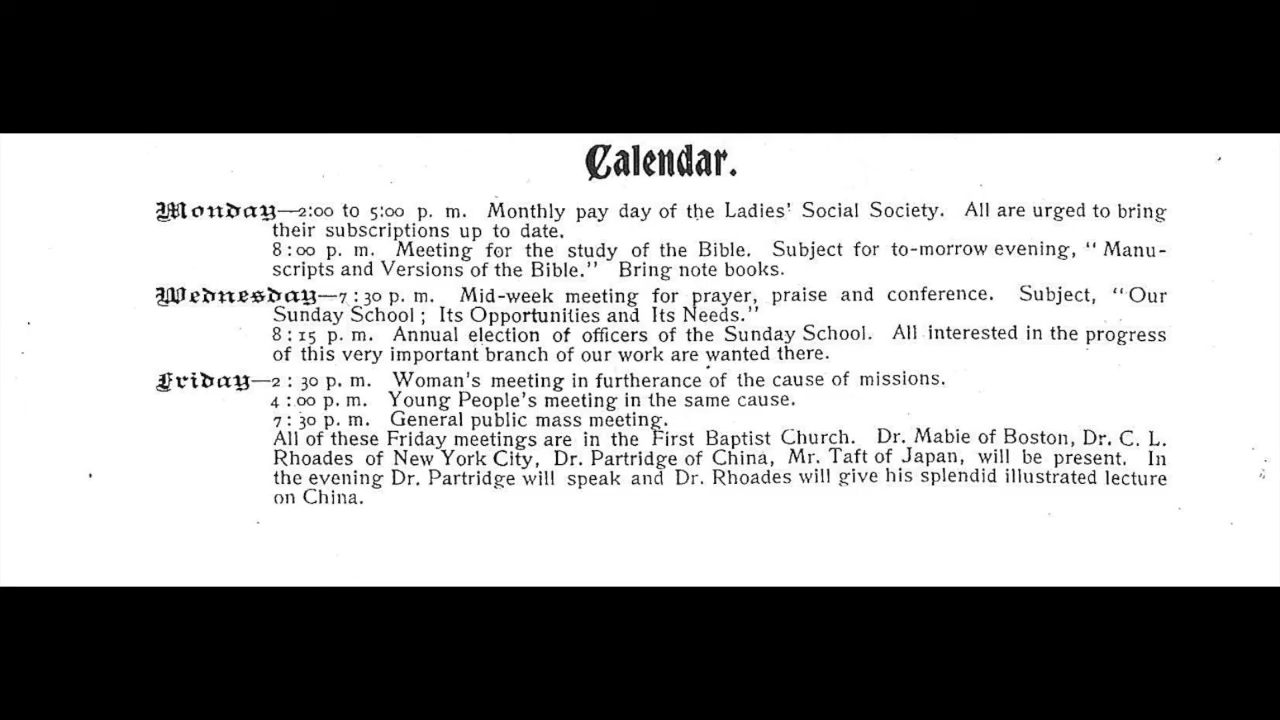 Calendar.
Monday—2:00 to 5:00 p. m. Monthly pay day of the Ladies' Social Society. All are urged to bring
their subscriptions up to date.
8:00 p. m. Meeting for the study of the Bible. Subject for to-morrow evening, "Manu-
scripts and Versions of the Bible." Bring note books.
Wednesday—7:30 p. m. Mid-week meeting for prayer, praise and conference. Subject, "Our
Sunday School; Its Opportunities and Its Needs."
8:15 p. m. Annual election of officers of the Sunday School. All interested in the progress
of this very important branch of our work are wanted there.
Friday—2:30 p. m. Woman's meeting in furtherance of the cause of missions.
4:00 p. m. Young People's meeting in the same cause.
7:30 p. m. General public mass meeting.
All of these Friday meetings are in the First Baptist Church. Dr. Mabie of Boston, Dr. C. L.
Rhoades of New York City, Dr. Partridge of China, Mr. Taft of Japan, will be present. In
the evening Dr. Partridge will speak and Dr. Rhoades will give his splendid illustrated lecture
on China.